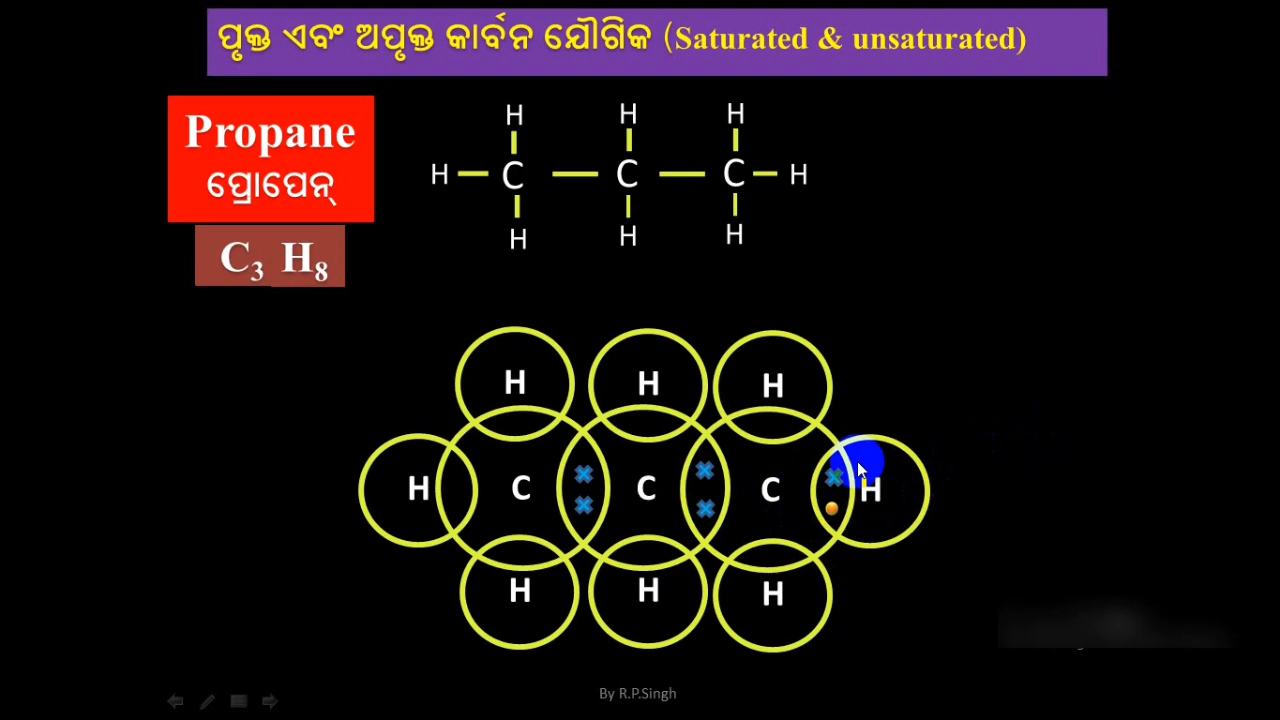 ପୃକ୍ତ ଏବଂ ଅପୃକ୍ତ କାର୍ବନ ଯୌଗିକ (Saturated & unsaturated)
Propane
ପ୍ରୋପେନ୍
C3 H8
H H H
H C C C H
H H H
H H H
H C C C H
H H H
By R.P.Singh